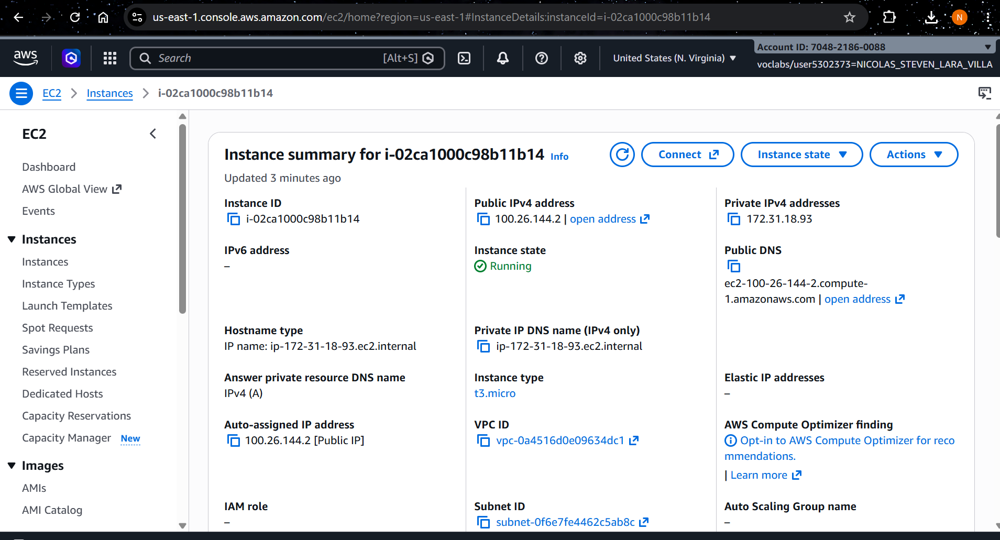 us-east-1.console.aws.amazon.com/ec2/home?region=us-east-1#InstanceDetails:instanceId=i-02ca1000c98b11b14
N
aws
Search
[Alt+S]
United States (N. Virginia)
Account ID: 7048-2186-0088
voclabs/user5302373=NICOLAS_STEVEN_LARA_VILLA
EC2
Instances
i-02ca1000c98b11b14
EC2
Dashboard
AWS Global View
Events
Instances
Instances
Instance Types
Launch Templates
Spot Requests
Savings Plans
Reserved Instances
Dedicated Hosts
Capacity Reservations
Capacity Manager New
Images
AMIs
AMI Catalog
Instance summary for i-02ca1000c98b11b14 Info
Connect
Instance state
Actions
Updated 3 minutes ago
Instance ID
i-02ca1000c98b11b14
Public IPv4 address
100.26.144.2 | open address
Private IPv4 addresses
172.31.18.93
IPv6 address
–
Instance state
Running
Public DNS
ec2-100-26-144-2.compute-
1.amazonaws.com | open address
Hostname type
IP name: ip-172-31-18-93.ec2.internal
Private IP DNS name (IPv4 only)
ip-172-31-18-93.ec2.internal
Answer private resource DNS name
IPv4 (A)
Instance type
t3.micro
Elastic IP addresses
–
Auto-assigned IP address
100.26.144.2 [Public IP]
VPC ID
vpc-0a4516d0e09634dc1
AWS Compute Optimizer finding
Opt-in to AWS Compute Optimizer for reco
mmendations.
| Learn more
IAM role
–
Subnet ID
subnet-0f6e7fe4462c5ab8c
Auto Scaling Group name
–